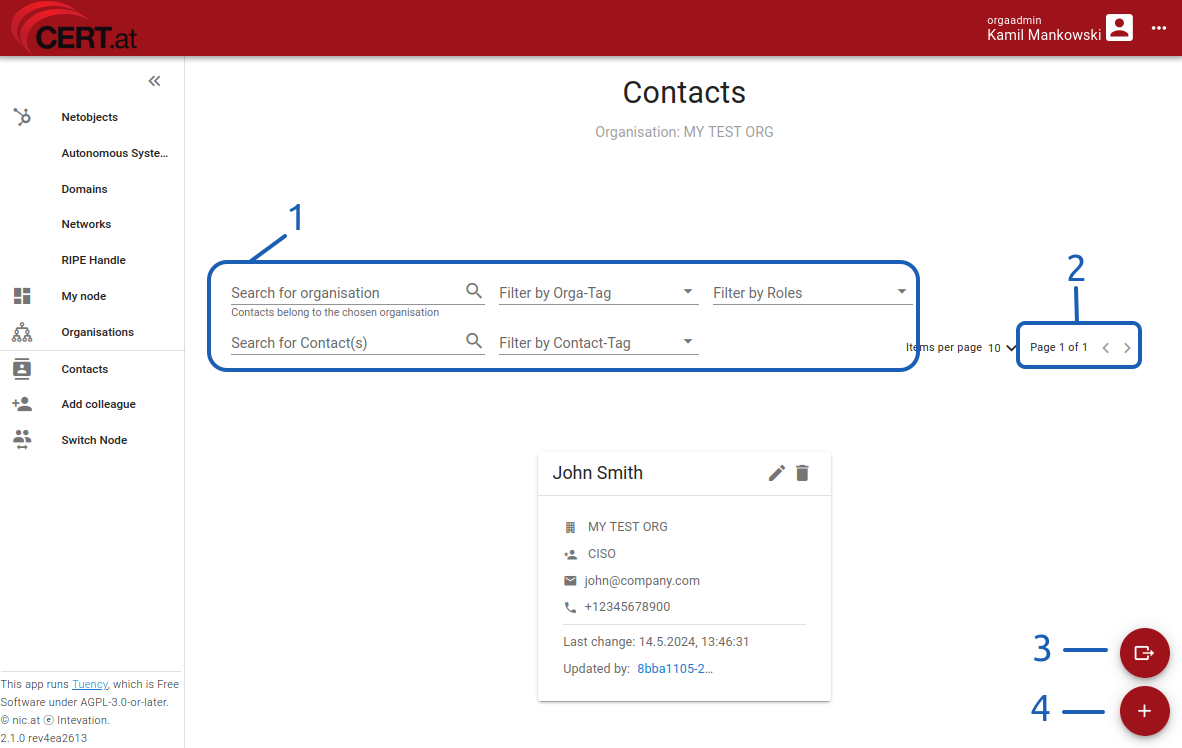 CERT.at
orgaadmin
Kamil Mankowski
Contacts
Organisation: MY TEST ORG
Netobjects
Autonomous Syste...
Domains
Networks
RIPE Handle
My node
Organisations
Contacts
Add colleague
Switch Node
1
Search for organisation
Filter by Orga-Tag
Filter by Roles
Contacts belong to the chosen organisation
Search for Contact(s)
Filter by Contact-Tag
2
Items per page 10
Page 1 of 1
John Smith
MY TEST ORG
CISO
john@company.com
+12345678900
Last change: 14.5.2024, 13:46:31
Updated by: 8bba1105-2...
3
4
This app runs Tuency, which is Free
Software under AGPL-3.0-or-later.
© nic.at ⓔ Intevation.
2.1.0 rev4ea2613